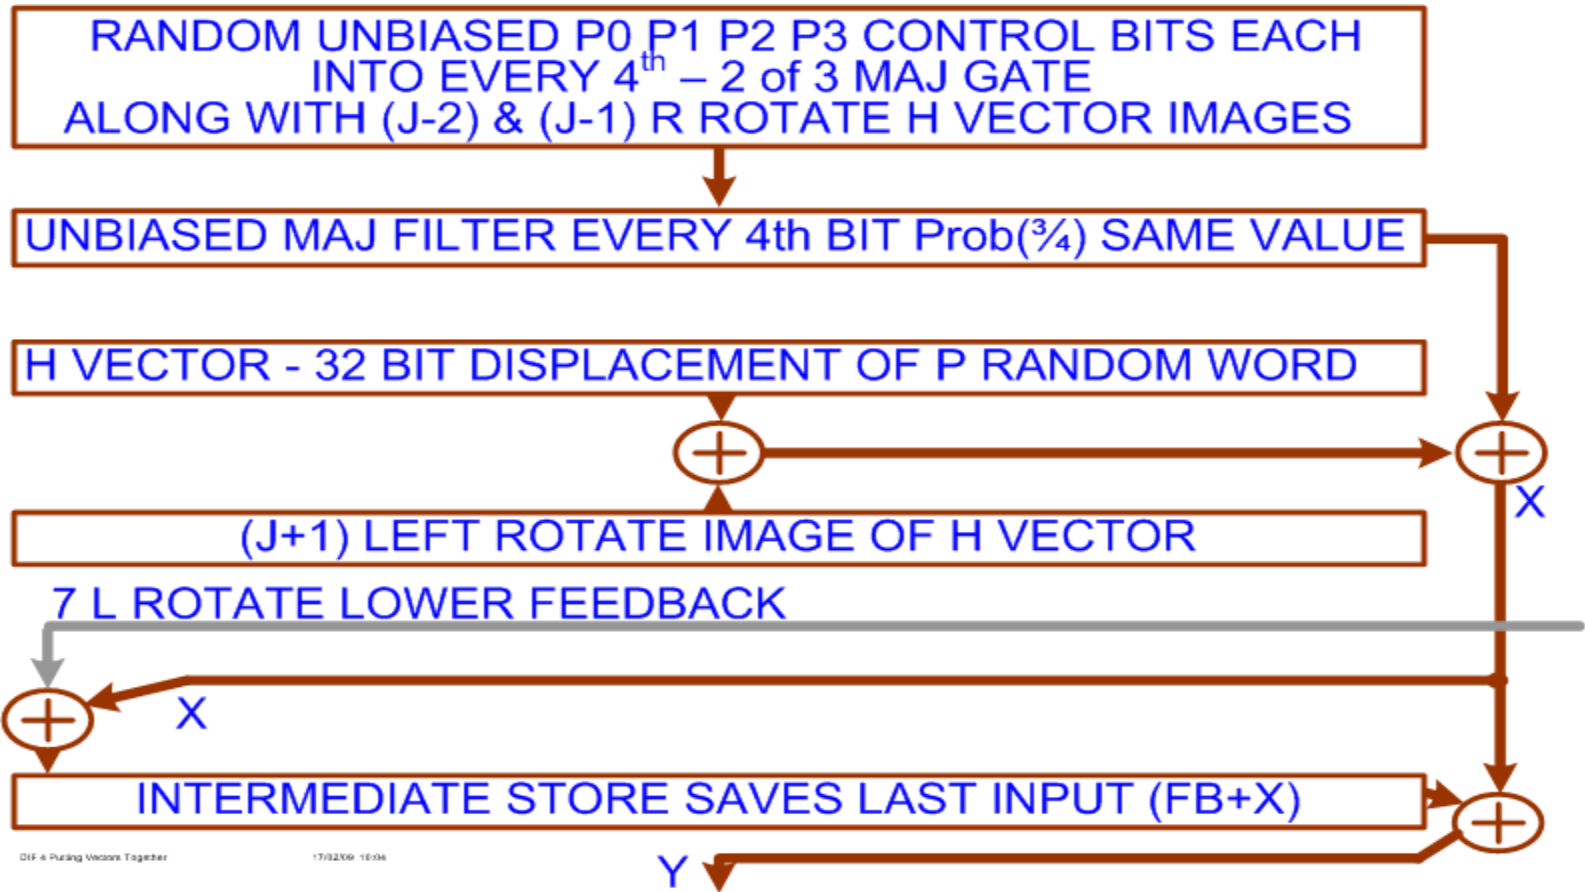 RANDOM UNBIASED P0 P1 P2 P3 CONTROL BITS EACH
INTO EVERY 4th – 2 of 3 MAJ GATE
ALONG WITH (J-2) & (J-1) R ROTATE H VECTOR IMAGES
UNBIASED MAJ FILTER EVERY 4th BIT Prob(¾) SAME VALUE
H VECTOR - 32 BIT DISPLACEMENT OF P RANDOM WORD
X
(J+1) LEFT ROTATE IMAGE OF H VECTOR
7 L ROTATE LOWER FEEDBACK
X
INTERMEDIATE STORE SAVES LAST INPUT (FB+X)
Y
Vectors Together